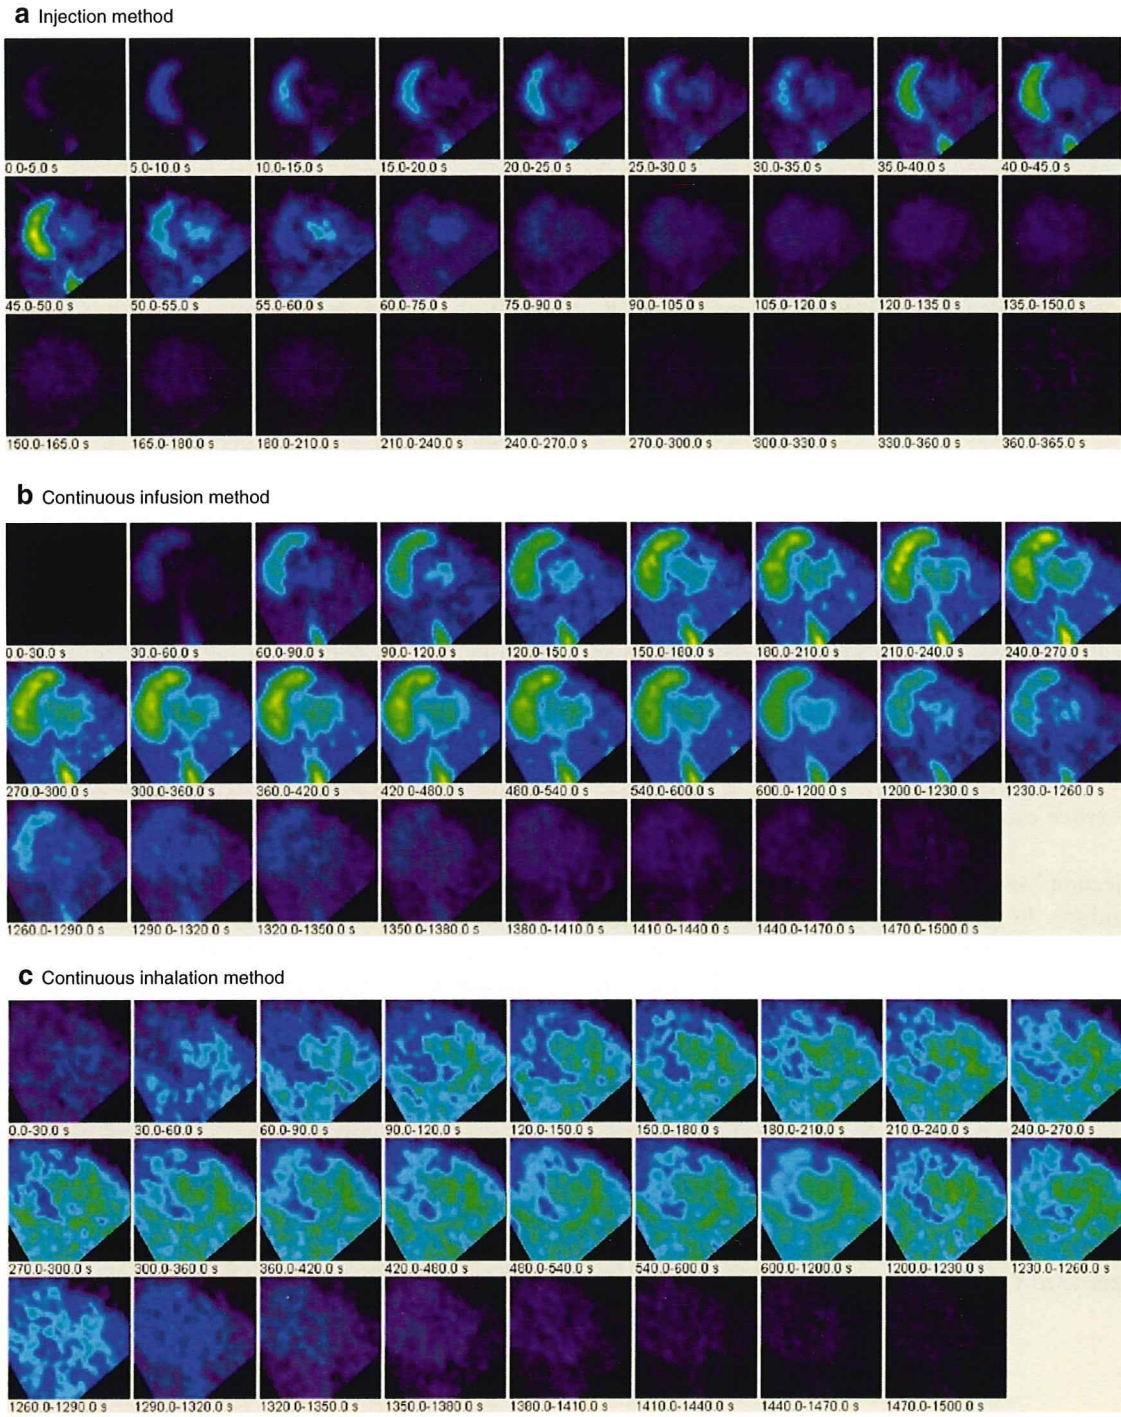 a Injection method
0.0-5.0 s 5.0-10.0 s 10.0-15.0 s 15.0-20.0 s 20.0-25.0 s 25.0-30.0 s 30.0-35.0 s 35.0-40.0 s 40.0-45.0 s
45.0-50.0 s 50.0-55.0 s 55.0-60.0 s 60.0-75.0 s 75.0-90.0 s 90.0-105.0 s 105.0-120.0 s 120.0-135.0 s 135.0-150.0 s
150.0-165.0 s 165.0-180.0 s 180.0-210.0 s 210.0-240.0 s 240.0-270.0 s 270.0-300.0 s 300.0-330.0 s 330.0-360.0 s 360.0-365.0 s
b Continuous infusion method
0.0-30.0 s 30.0-60.0 s 60.0-90.0 s 90.0-120.0 s 120.0-150.0 s 150.0-180.0 s 180.0-210.0 s 210.0-240.0 s 240.0-270.0 s
270.0-300.0 s 300.0-360.0 s 360.0-420.0 s 420.0-480.0 s 480.0-540.0 s 540.0-600.0 s 600.0-1200.0 s 1200.0-1230.0 s 1230.0-1260.0 s
1260.0-1290.0 s 1290.0-1320.0 s 1320.0-1350.0 s 1350.0-1380.0 s 1380.0-1410.0 s 1410.0-1440.0 s 1440.0-1470.0 s 1470.0-1500.0 s
c Continuous inhalation method
0.0-30.0 s 30.0-60.0 s 60.0-90.0 s 90.0-120.0 s 120.0-150.0 s 150.0-180.0 s 180.0-210.0 s 210.0-240.0 s 240.0-270.0 s
270.0-300.0 s 300.0-360.0 s 360.0-420.0 s 420.0-480.0 s 480.0-540.0 s 540.0-600.0 s 600.0-1200.0 s 1200.0-1230.0 s 1230.0-1260.0 s
1260.0-1290.0 s 1290.0-1320.0 s 1320.0-1350.0 s 1350.0-1380.0 s 1380.0-1410.0 s 1410.0-1440.0 s 1440.0-1470.0 s 1470.0-1500.0 s